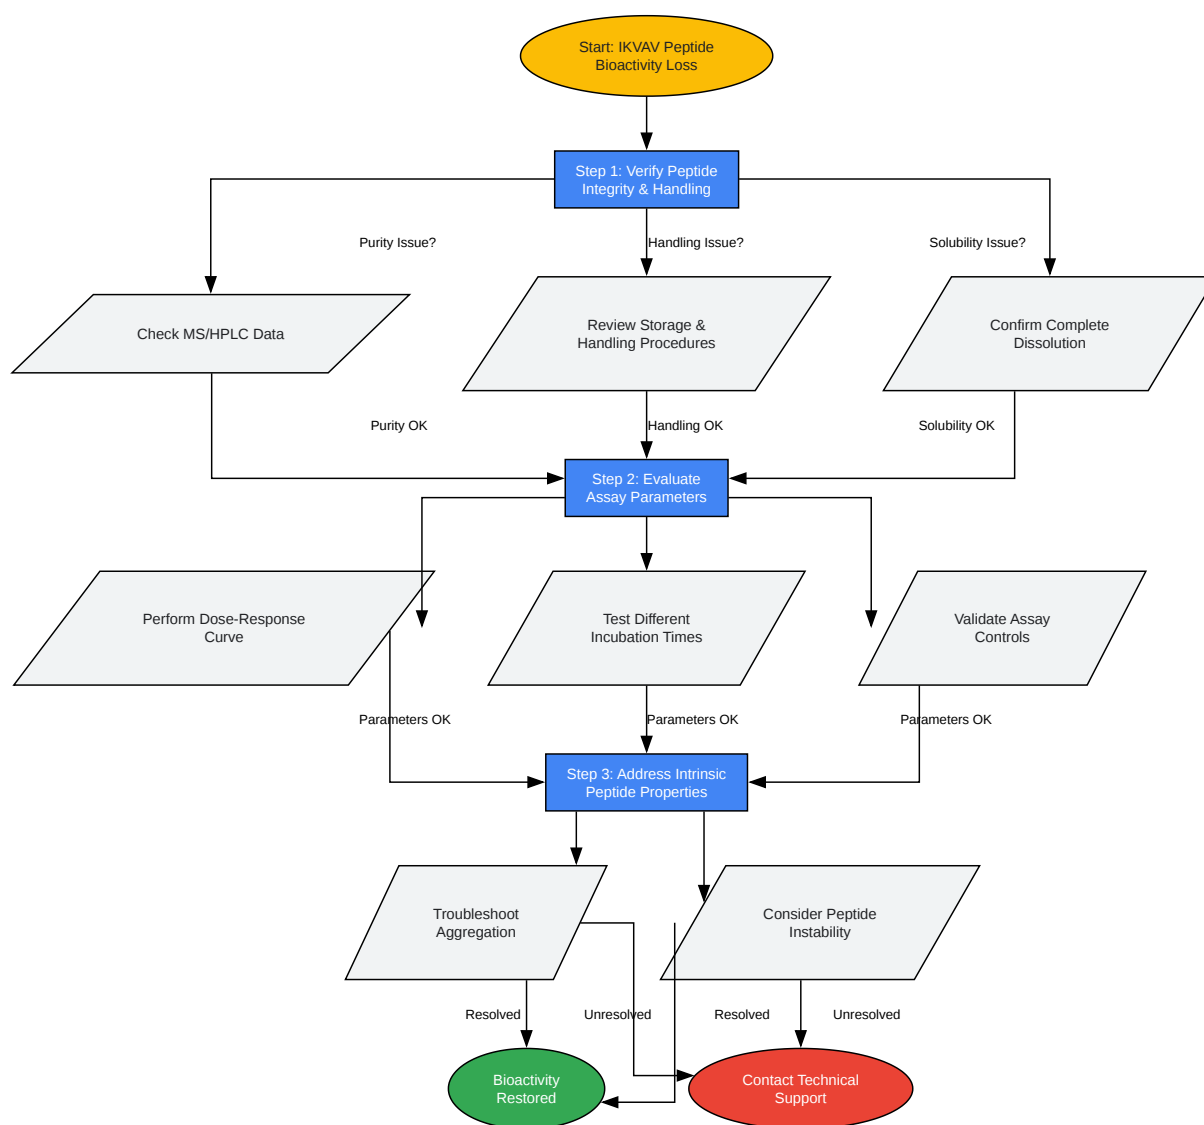 Start: IKVAV Peptide
Bioactivity Loss
Step 1: Verify Peptide
Integrity & Handling
Purity Issue?
Handling Issue?
Solubility Issue?
Check MS/HPLC Data
Review Storage &
Handling Procedures
Confirm Complete
Dissolution
Purity OK
Handling OK
Solubility OK
Step 2: Evaluate
Assay Parameters
Perform Dose-Response
Curve
Test Different
Incubation Times
Validate Assay
Controls
Parameters OK
Parameters OK
Parameters OK
Step 3: Address Intrinsic
Peptide Properties
Troubleshoot
Aggregation
Consider Peptide
Instability
Resolved
Unresolved
Resolved
Unresolved
Bioactivity
Restored
Contact Technical
Support